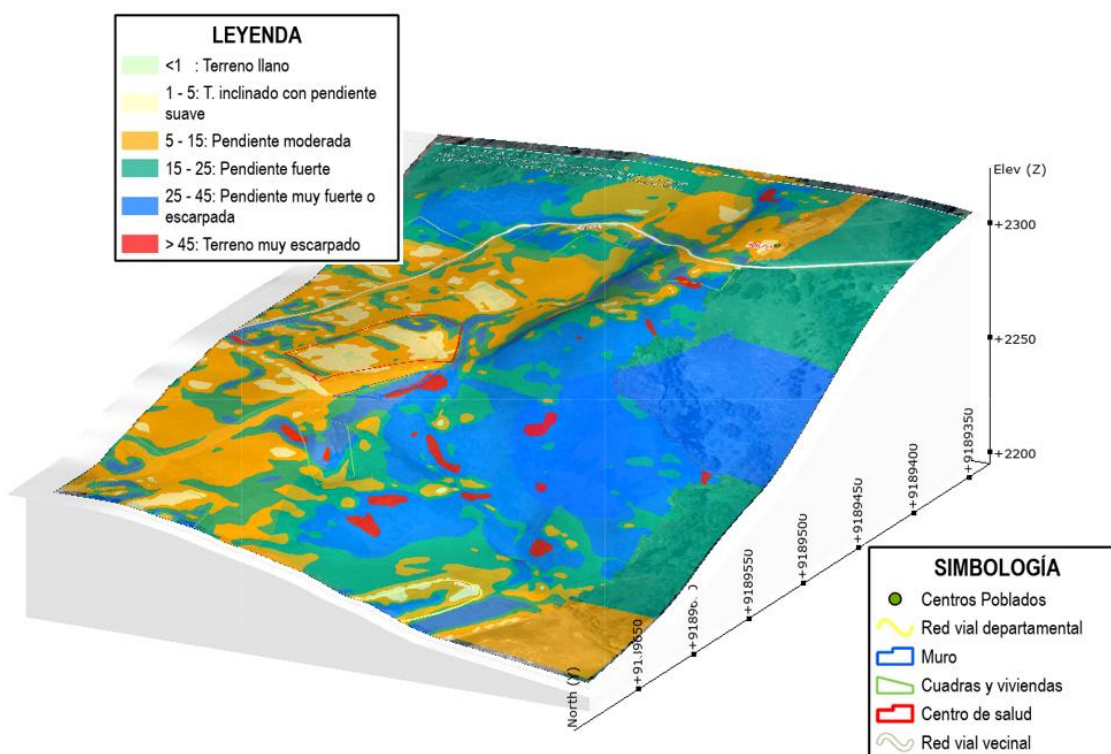 LEYENDA
<1 : Terreno llano
1 - 5: T. inclinado con pendiente
suave
5 - 15: Pendiente moderada
15 - 25: Pendiente fuerte
25 - 45: Pendiente muy fuerte o
escarpada
> 45: Terreno muy escarpado
Elev (Z)
+2300
+2250
+2200
+9189350
+9189400
+9189450
+9189500
+9189550
North (Y)
SIMBOLOGÍA
Centros Poblados
Red vial departamental
Muro
Cuadras y viviendas
Centro de salud
Red vial vecinal